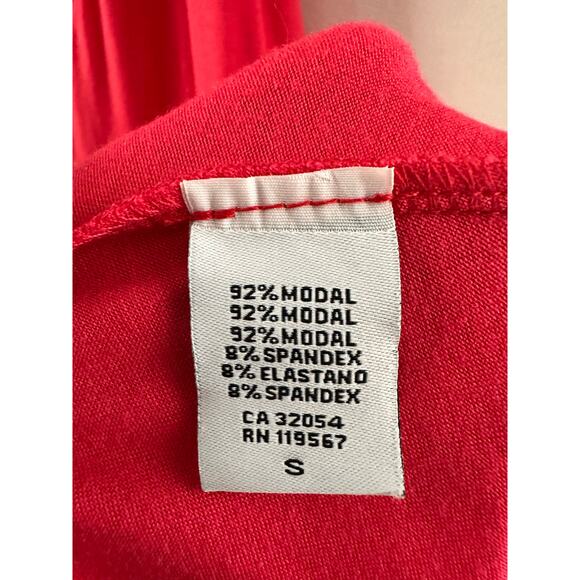 92% MODAL
92% MODAL
92% MODAL
8% SPANDEX
8% ELASTANO
8% SPANDEX
CA 32054
RN 119567
S